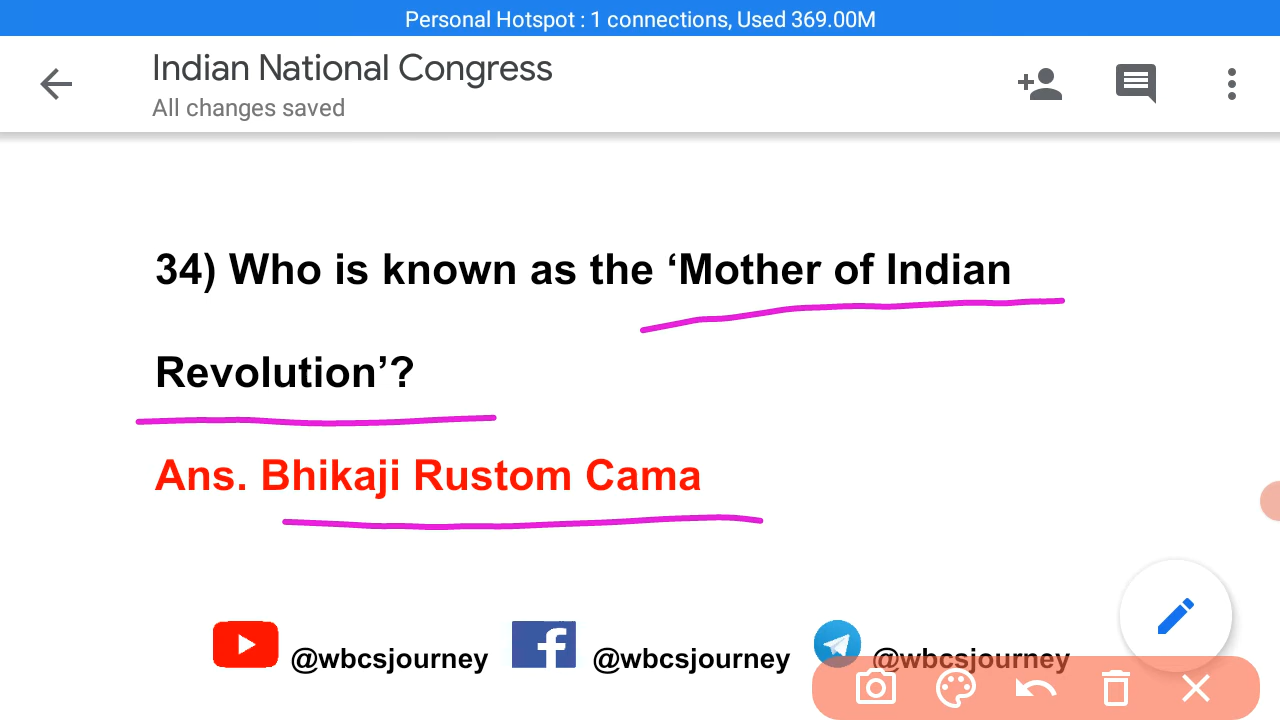 Personal Hotspot : 1 connections, Used 369.00M
Indian National Congress
All changes saved
34) Who is known as the ‘Mother of Indian
Revolution’?
Ans. Bhikaji Rustom Cama
@wbcsjourney @wbcsjourney @wbcsjourney